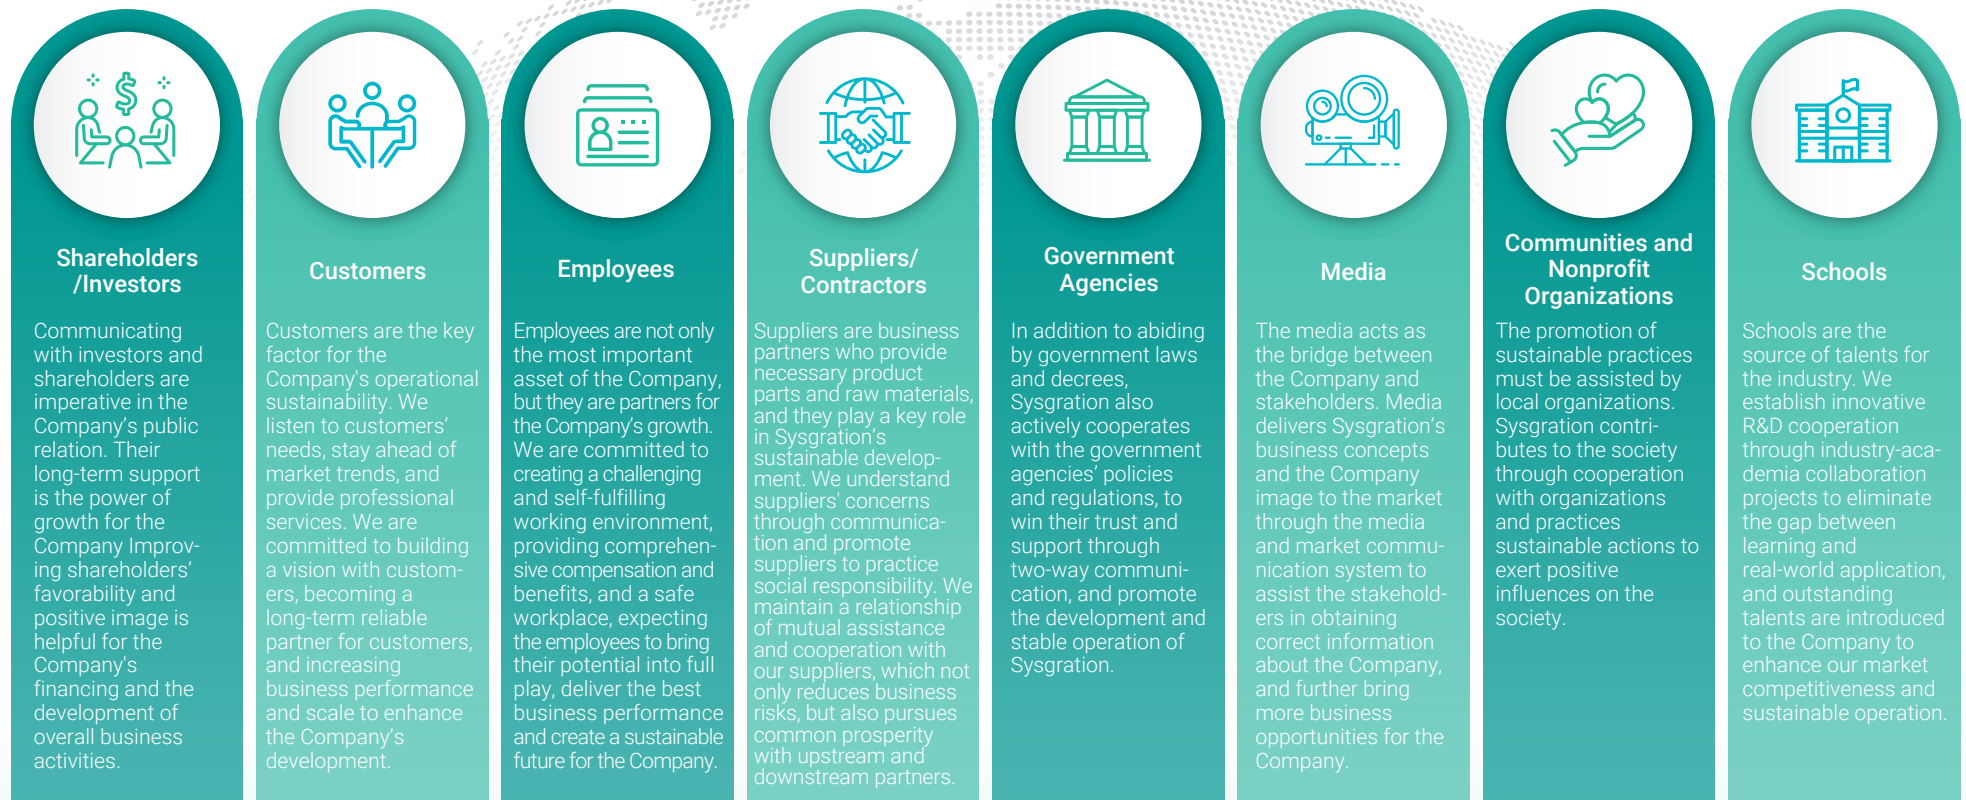 Shareholders
/Investors
Communicating
with investors and
shareholders are
imperative in the
Company's public
relation. Their
long-term support
is the power of
growth for the
Company Improv-
ing shareholders'
favorability and
positive image is
helpful for the
Company's
financing and the
development of
overall business
activities.
Customers
Customers are the key
factor for the
Company's operational
sustainability. We
listen to customers'
needs, stay ahead of
market trends, and
provide professional
services. We are
committed to building
a vision with custom-
ers, becoming a
long-term reliable
partner for customers,
and increasing
business performance
and scale to enhance
the Company's
development.
Employees
Employees are not only
the most important
asset of the Company,
but they are partners for
the Company's growth.
We are committed to
creating a challenging
and self-fulfilling
working environment,
providing comprehen-
sive compensation and
benefits, and a safe
workplace, expecting
the employees to bring
their potential into full
play, deliver the best
business performance
and create a sustainable
future for the Company.
Suppliers/
Contractors
Suppliers are business
partners who provide
necessary product
parts and raw materials,
and they play a key role
in Sysgration's
sustainable develop-
ment. We understand
suppliers' concerns
through communica-
tion and promote
suppliers to practice
social responsibility. We
maintain a relationship
of mutual assistance
and cooperation with
our suppliers, which not
only reduces business
risks, but also pursues
common prosperity
with upstream and
downstream partners.
Government
Agencies
In addition to abiding
by government laws
and decrees,
Sysgration also
actively cooperates
with the government
agencies' policies
and regulations, to
win their trust and
support through
two-way communi-
cation, and promote
the development and
stable operation of
Sysgration.
Media
The media acts as
the bridge between
the Company and
stakeholders. Media
delivers Sysgration's
business concepts
and the Company
image to the market
through the media
and market commu-
nication system to
assist the stakehold-
ers in obtaining
correct information
about the Company,
and further bring
more business
opportunities for the
Company.
Communities and
Nonprofit
Organizations
The promotion of
sustainable practices
must be assisted by
local organizations.
Sysgration contri-
butes to the society
through cooperation
with organizations
and practices
sustainable actions to
exert positive
influences on the
society.
Schools
Schools are the
source of talents for
the industry. We
establish innovative
R&D cooperation
through industry-aca-
demia collaboration
projects to eliminate
the gap between
learning and
real-world application,
and outstanding
talents are introduced
to the Company to
enhance our market
competitiveness and
sustainable operation.